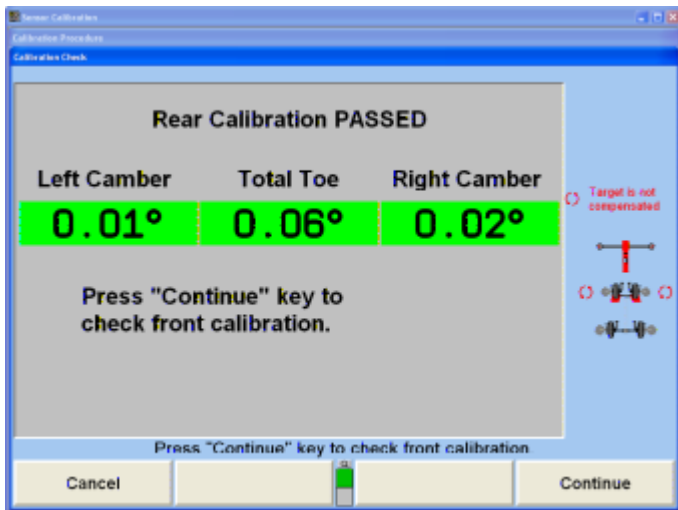 Sensor Calibration
Calibration Procedure
Calibration Check
Rear Calibration PASSED
Left Camber Total Toe Right Camber
0.01° 0.06° 0.02°
Target is not
compensated
Press "Continue" key to
check front calibration.
Press "Continue" key to check front calibration.
Cancel Continue